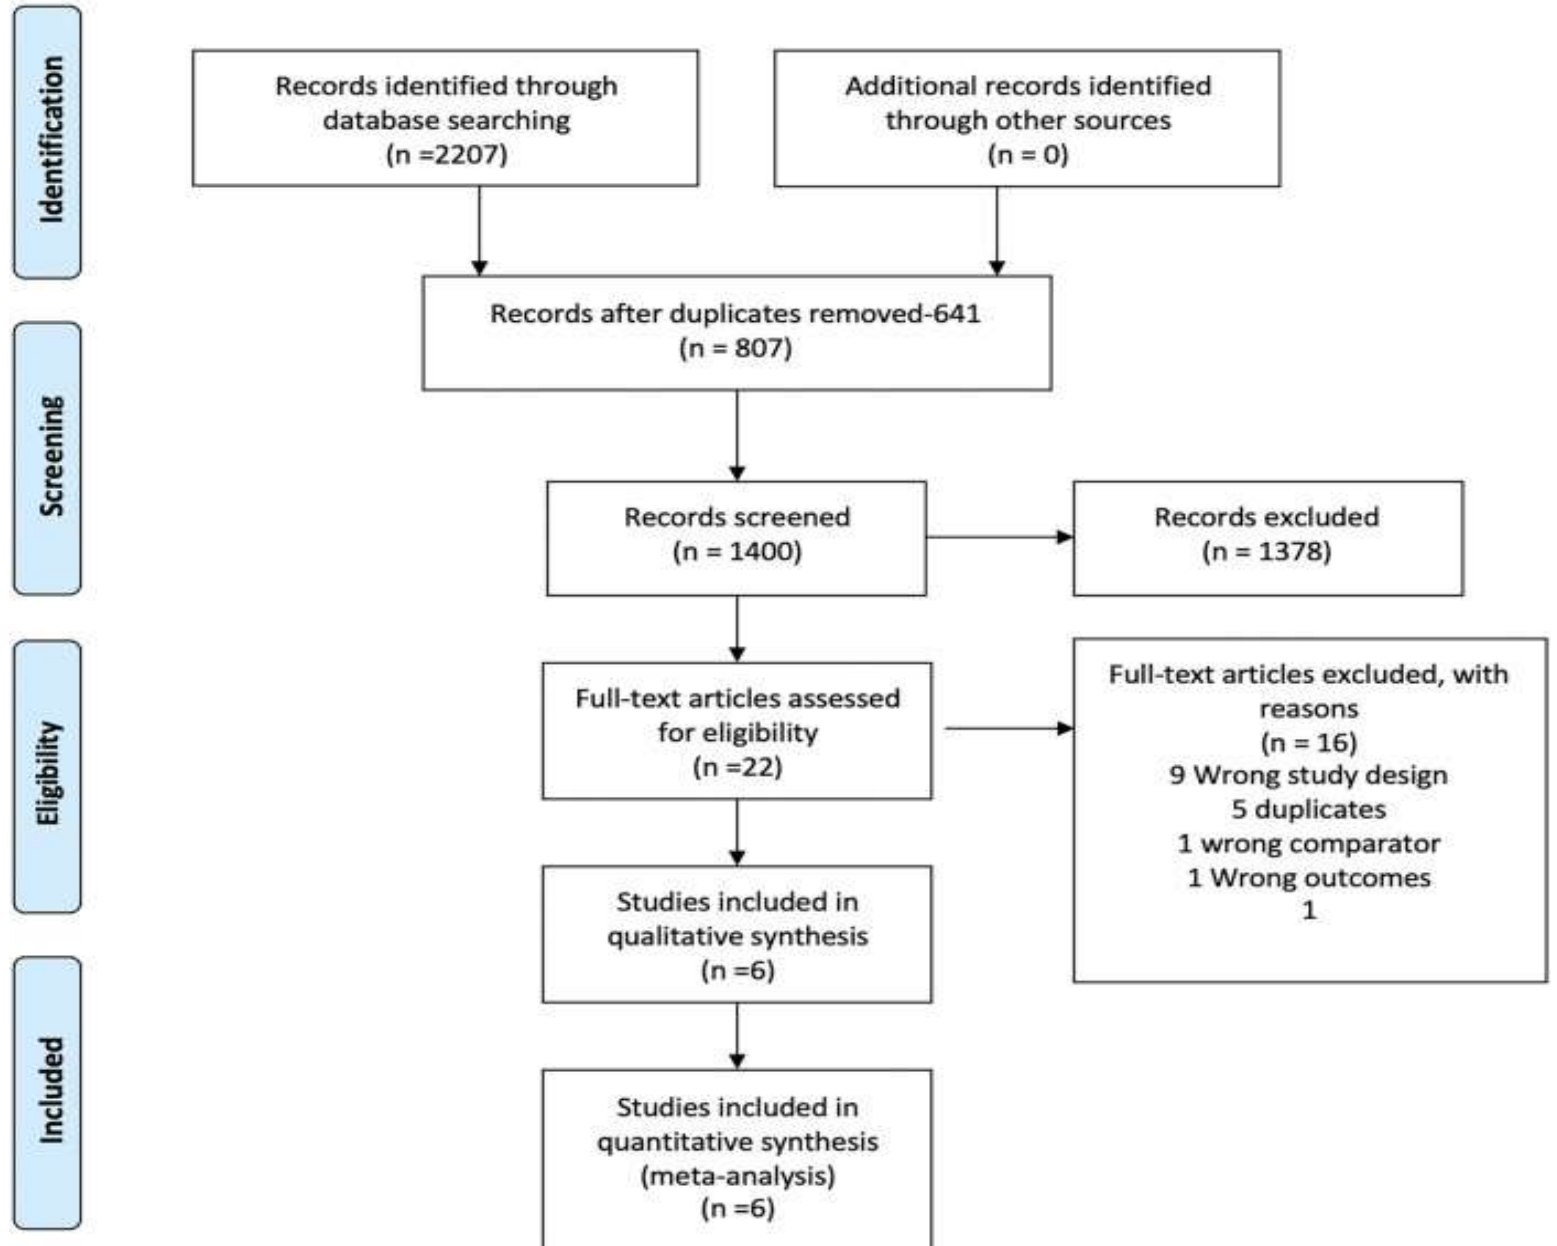 Identification
Records identified through
database searching
(n =2207)
Additional records identified
through other sources
(n = 0)
Records after duplicates removed-641
(n = 807)
Screening
Records screened
(n = 1400)
Records excluded
(n = 1378)
Eligibility
Full-text articles assessed
for eligibility
(n =22)
Full-text articles excluded, with
reasons
(n = 16)
9 Wrong study design
5 duplicates
1 wrong comparator
1 Wrong outcomes
1
Studies included in
qualitative synthesis
(n =6)
Included
Studies included in
quantitative synthesis
(meta-analysis)
(n =6)